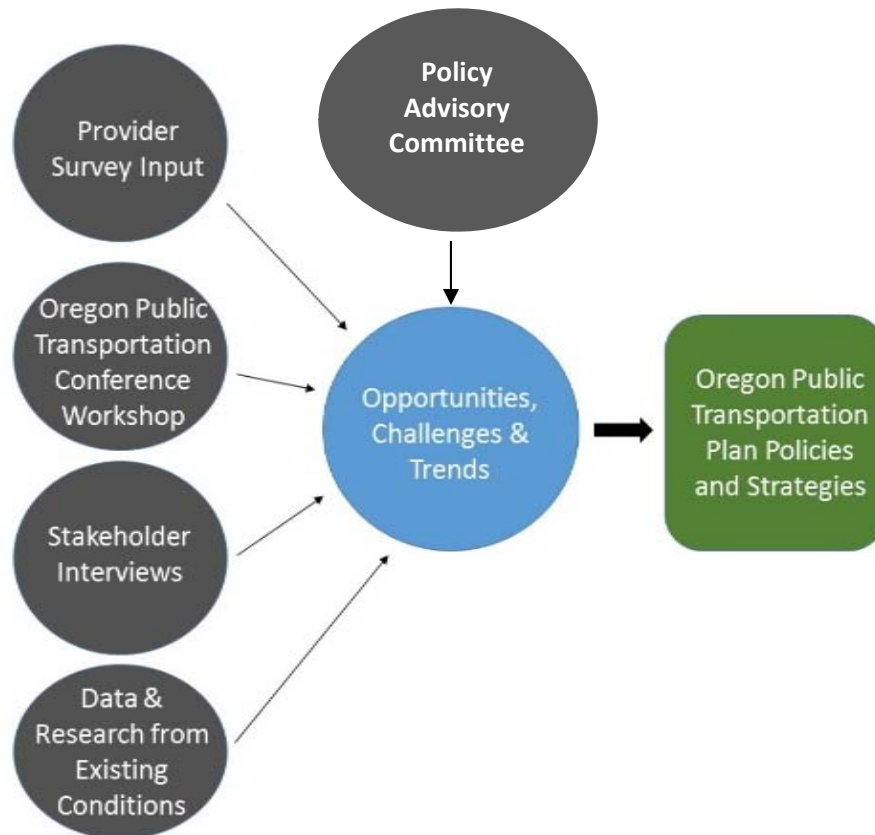 Policy
Advisory
Committee
Provider
Survey Input
Oregon Public
Transportation
Conference
Workshop
Stakeholder
Interviews
Data &
Research from
Existing
Conditions
Opportunities,
Challenges &
Trends
Oregon Public
Transportation
Plan Policies
and Strategies